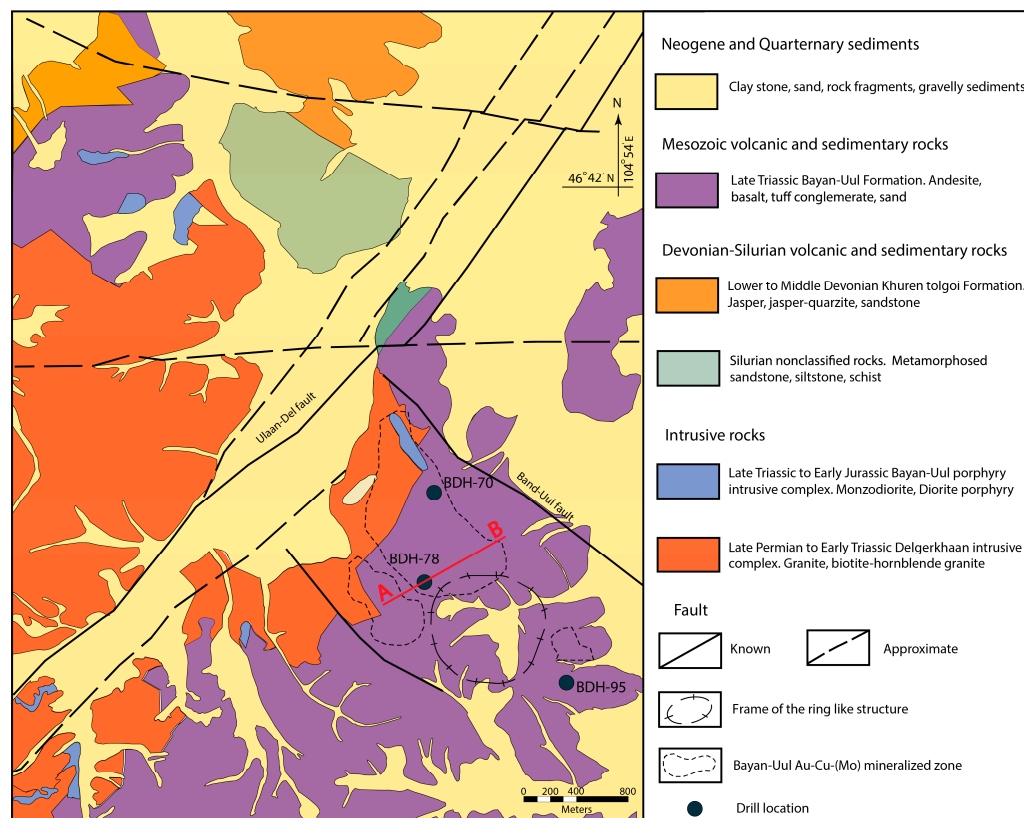 N
46°42' N
104°54 E
Ulaan-Del fault
BDH-70
Band-Uul fault
B
BDH-78
A
BDH-95
0 200 400 800
Meters
Neogene and Quarternary sediments
Clay stone, sand, rock fragments, gravelly sediments
Mesozoic volcanic and sedimentary rocks
Late Triassic Bayan-Uul Formation. Andesite,
basalt, tuff conglomerate, sand
Devonian-Silurian volcanic and sedimentary rocks
Lower to Middle Devonian Khuren tolgoi Formation.
Jasper, jasper-quarzite, sandstone
Silurian nonclassified rocks. Metamorphosed
sandstone, siltstone, schist
Intrusive rocks
Late Triassic to Early Jurassic Bayan-Uul porphyry
intrusive complex. Monzodiorite, Diorite porphyry
Late Permian to Early Triassic Delgerkhaan intrusive
complex. Granite, biotite-hornblende granite
Fault
Known
Approximate
Frame of the ring like structure
Bayan-Uul Au-Cu-(Mo) mineralized zone
Drill location